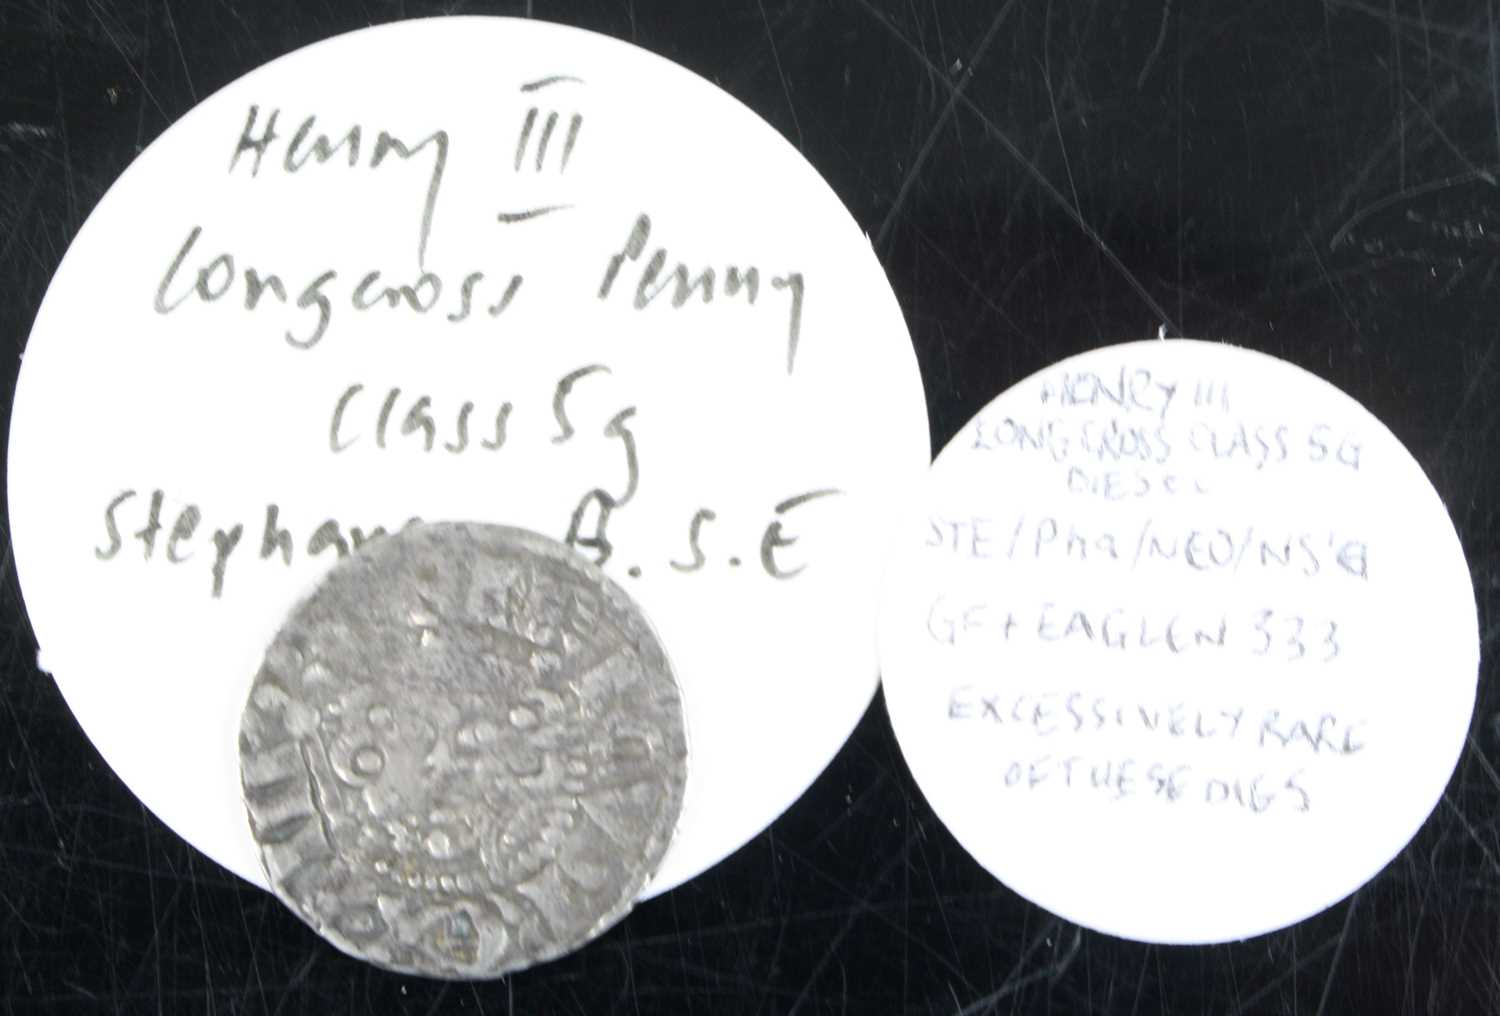 Henry III
Longcross Penny
Class 5g
Stephan B.S.E
HENRY III
LONGCROSS CLASS 5G
STE/Pha/NEO/NS'E
GF + EAGLEN 333
EXCESSIVELY RARE
OF THESE DIES